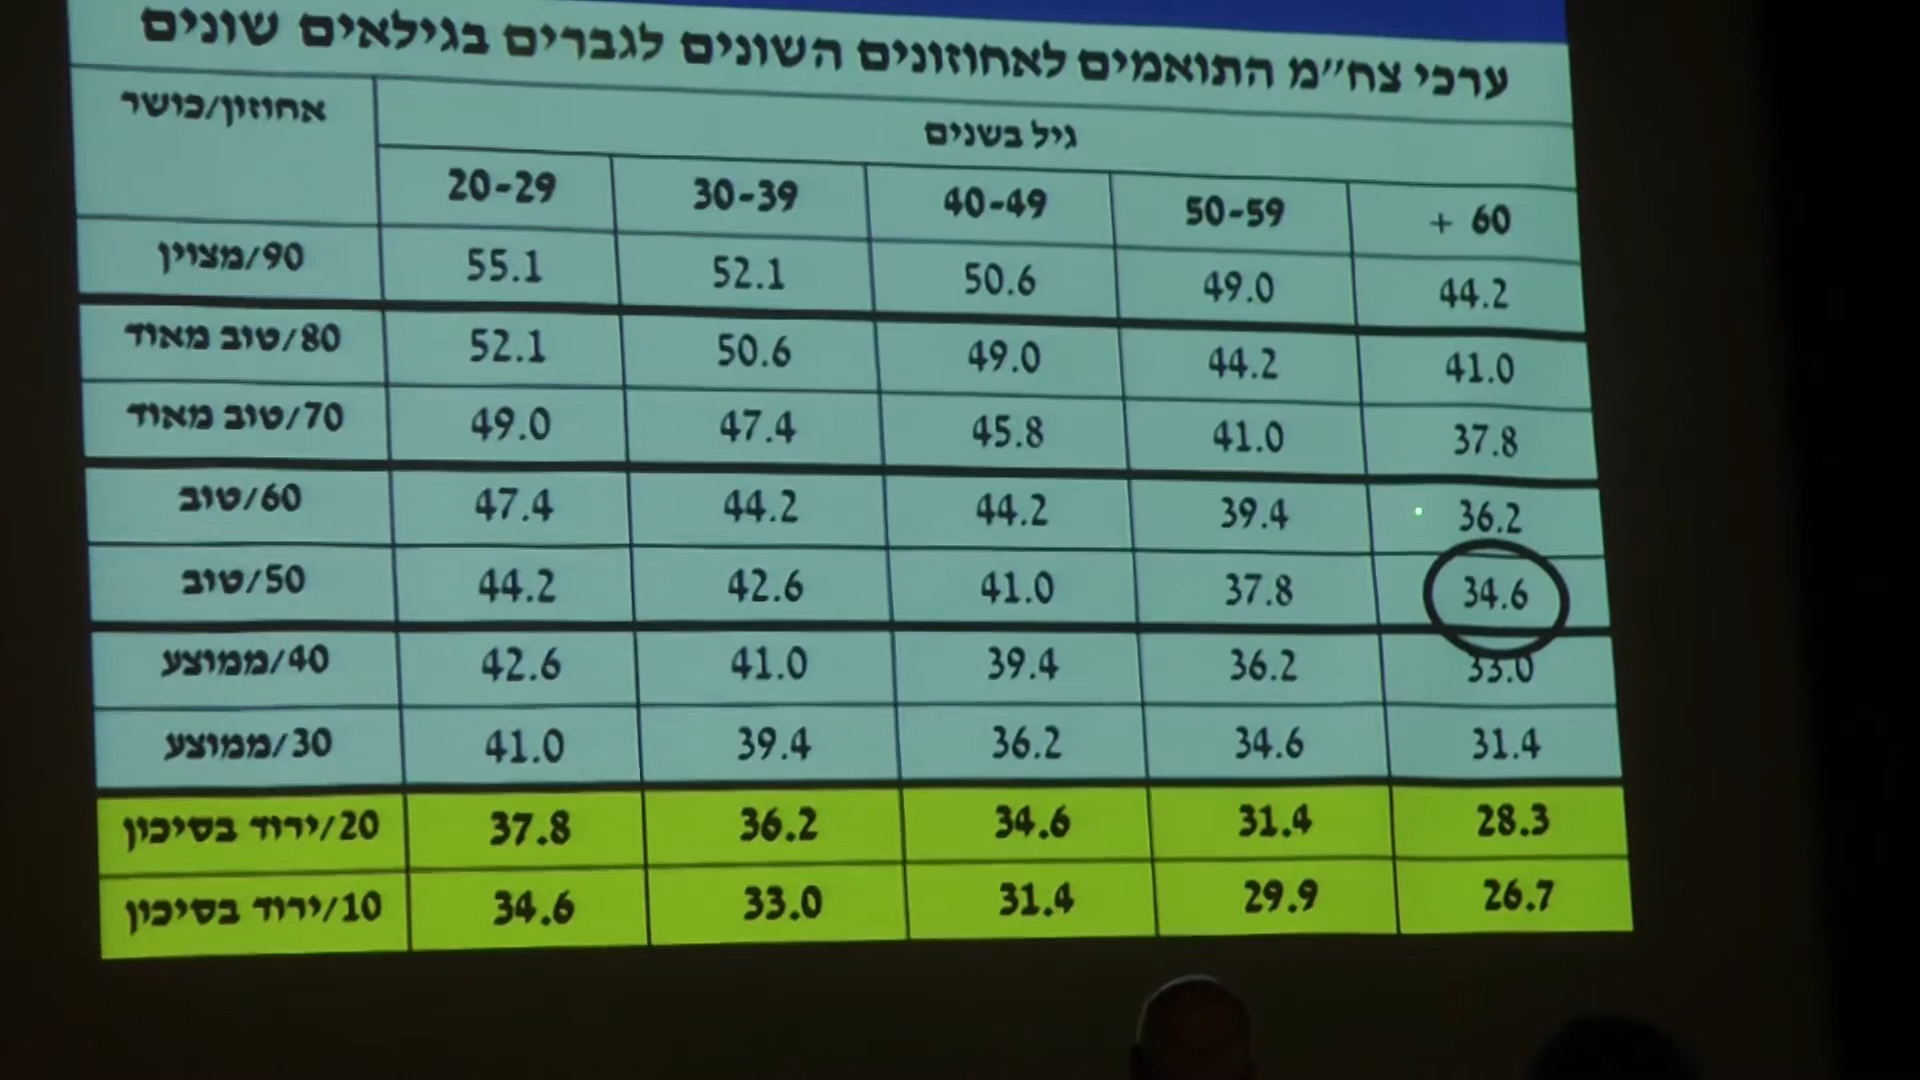 ערכי צח״מ התואמים לאחוזונים השונים לגברים בגילאים שונים
אחוזון/כושר
גיל בשנים
20-29 30-39 40-49 50-59 60 +
90/מצוין 55.1 52.1 50.6 49.0 44.2
80/טוב מאוד 52.1 50.6 49.0 44.2 41.0
70/טוב מאוד 49.0 47.4 45.8 41.0 37.8
60/טוב 47.4 44.2 44.2 39.4 36.2
50/טוב 44.2 42.6 41.0 37.8 34.6
40/ממוצע 42.6 41.0 39.4 36.2 33.0
30/ממוצע 41.0 39.4 36.2 34.6 31.4
20/ירוד בסיכון 37.8 36.2 34.6 31.4 28.3
10/ירוד בסיכון 34.6 33.0 31.4 29.9 26.7